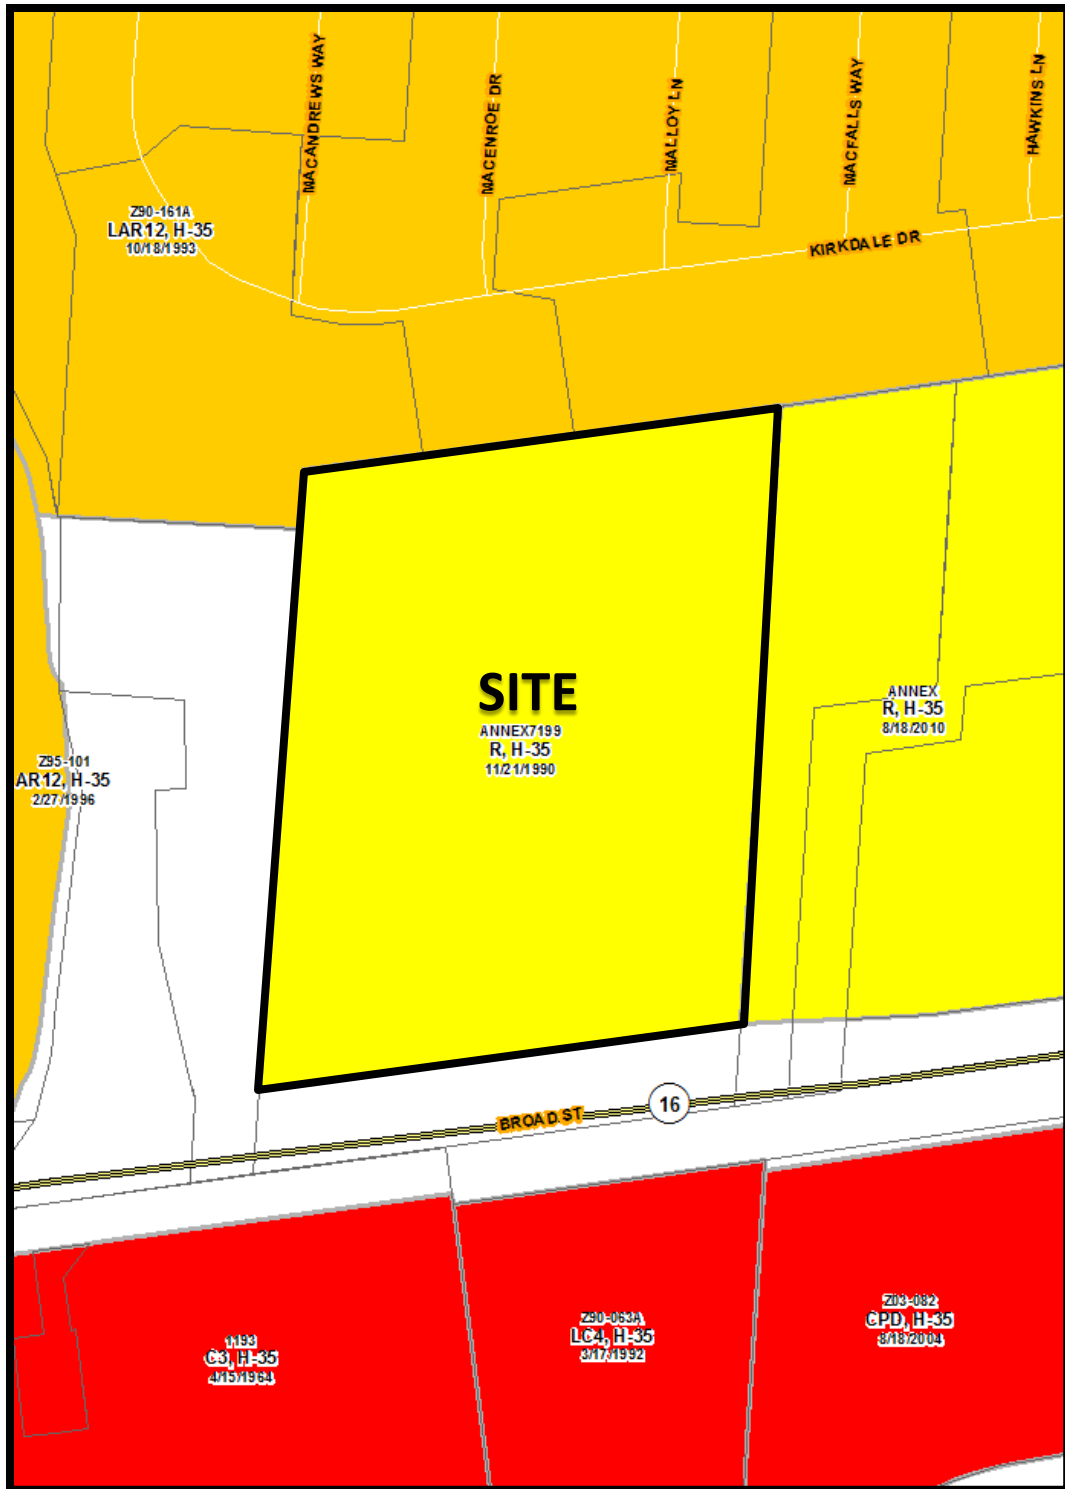 MACANDREWS WAY
MACENROE DR
MALLOY LN
MACFALLS WAY
HAWKINS LN
Z90-161A
LAR12, H-35
10/18/1993
KIRKDALE DR
SITE
ANNEX7199
R, H-35
11/21/1990
ANNEX
R, H-35
8/18/2010
Z95-101
AR12, H-35
2/27/1996
BROAD ST
16
1193
C3, H-35
4/15/1964
Z90-063A
LC4, H-35
3/17/1992
Z03-082
CPD, H-35
8/18/2004